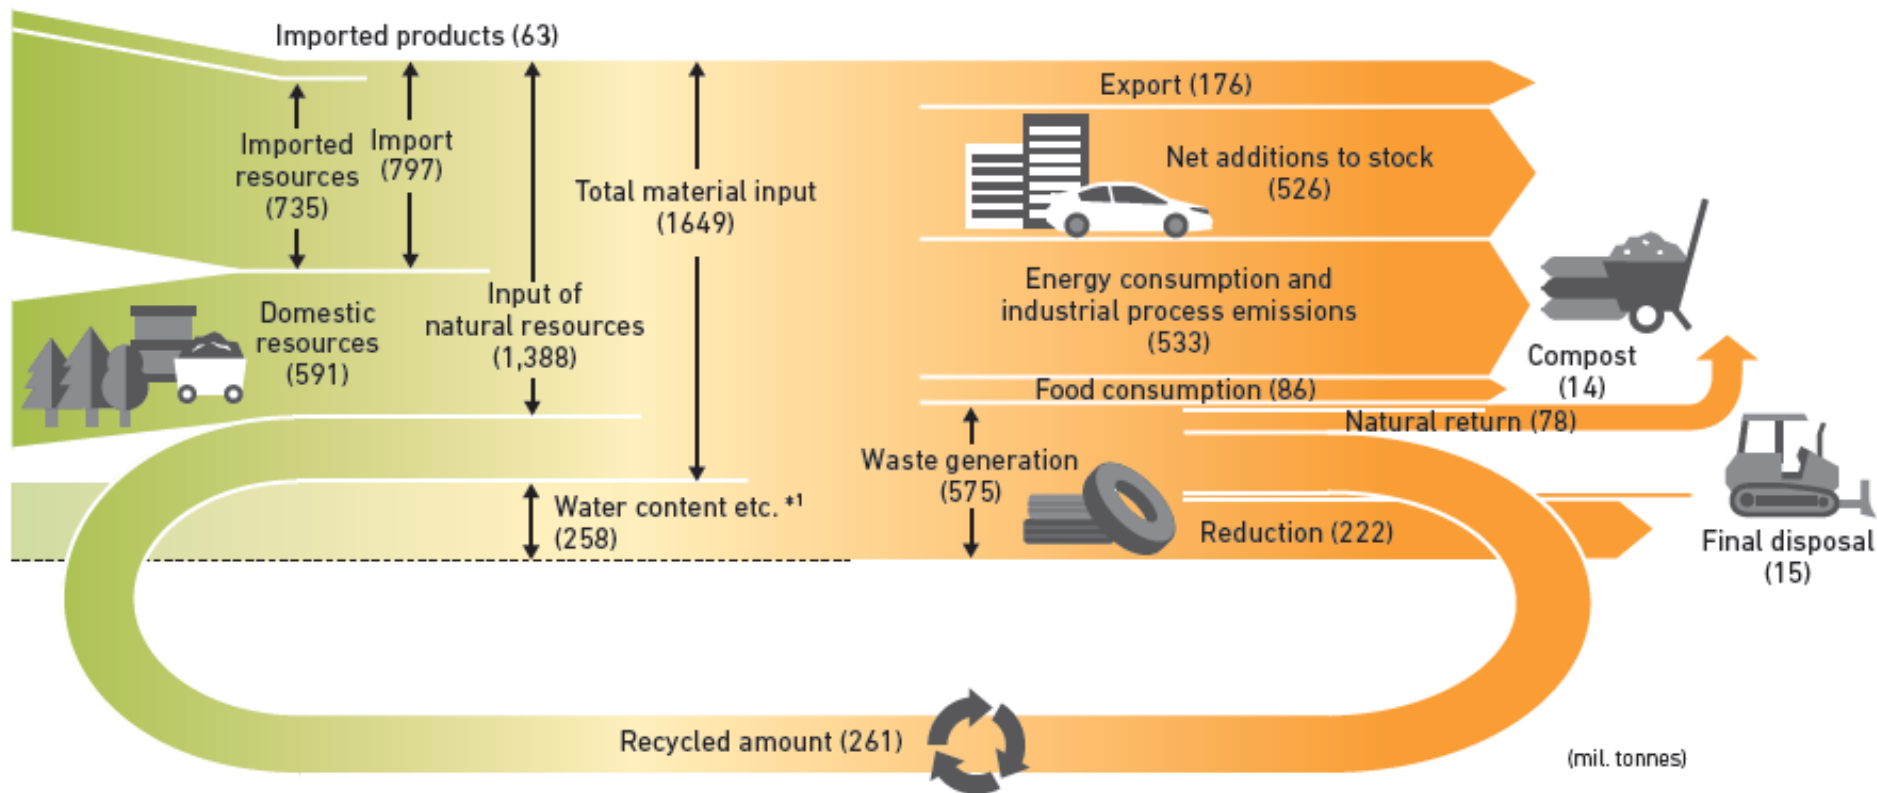 Imported products (63)
Imported
resources
(735)
Import
(797)
Total material input
(1649)
Domestic
resources
(591)
Input of
natural resources
(1,388)
Water content etc. *1
(258)
Export (176)
Net additions to stock
(526)
Energy consumption and
industrial process emissions
(533)
Food consumption (86)
Waste generation
(575)
Natural return (78)
Reduction (222)
Compost
(14)
Final disposal
(15)
Recycled amount (261)
(mil. tonnes)